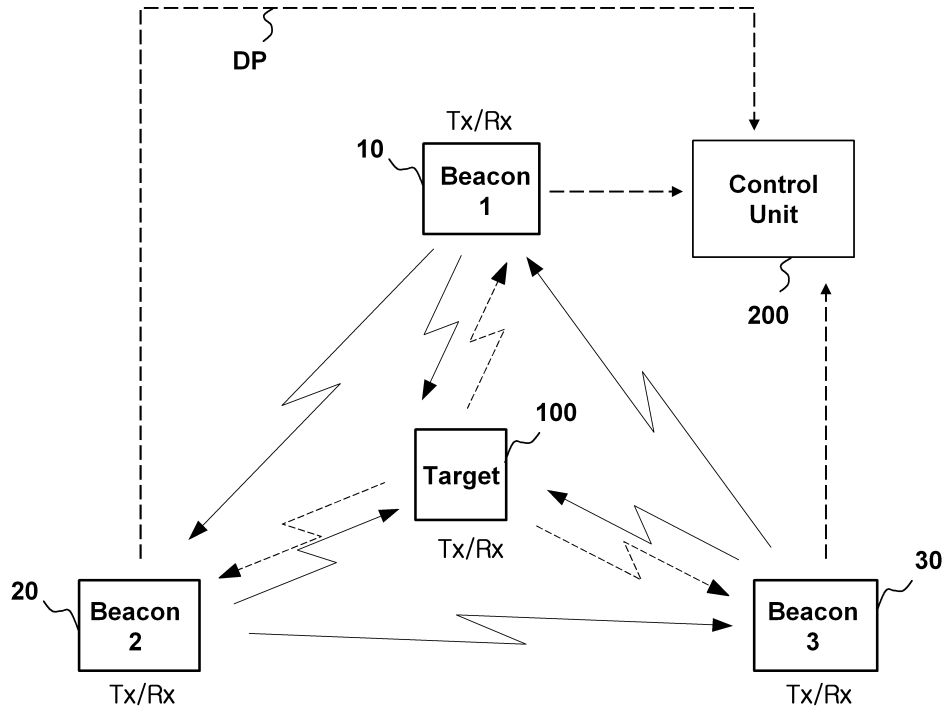 DP
Tx/Rx
10
Beacon
1
Control
Unit
200
100
Target
Tx/Rx
20
Beacon
2
Tx/Rx
30
Beacon
3
Tx/Rx